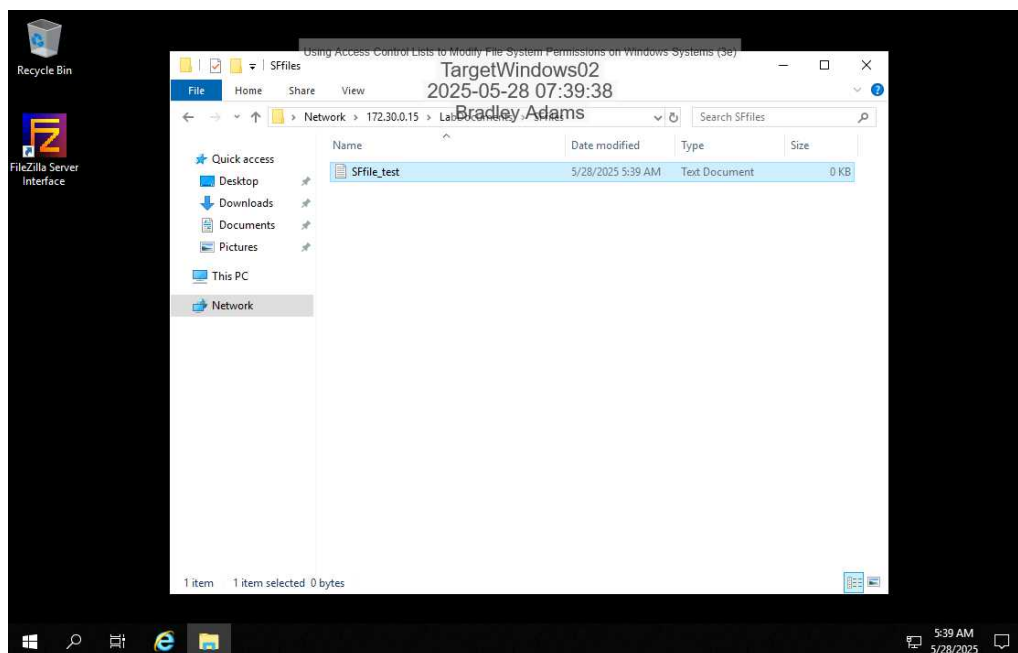 Recycle Bin
FileZilla Server
Interface
Using Access Control Lists to Modify File System Permissions on Windows Systems (3e)
TargetWindows02
2025-05-28 07:39:38
Bradley Adams
SFfiles
File Home Share View
Network > 172.30.0.15 > LabDocuments > SFfiles
Search SFfiles
Name Date modified Type Size
SFfile_test 5/28/2025 5:39 AM Text Document 0 KB
Quick access
Desktop
Downloads
Documents
Pictures
This PC
Network
1 item 1 item selected 0 bytes
5:39 AM
5/28/2025